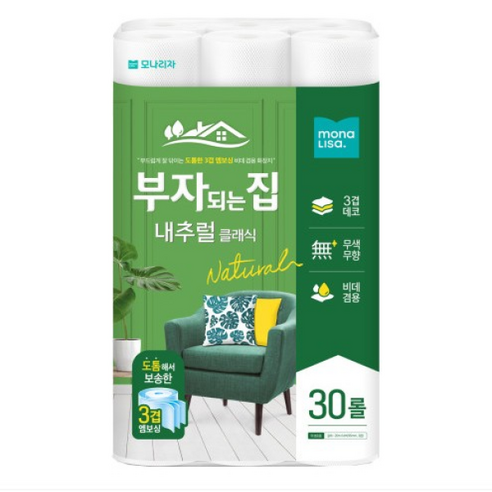 모나리자
mona
LISA.
"부드럽게 잘 닦이는 도톰한 3겹 엠보싱 비데 겸용 화장지"
부자되는 집
내추럴 클래식
Natural
3겹
데코
無 무색
무향
비데
겸용
도톰해서
보송한
3겹
엠보싱
30롤